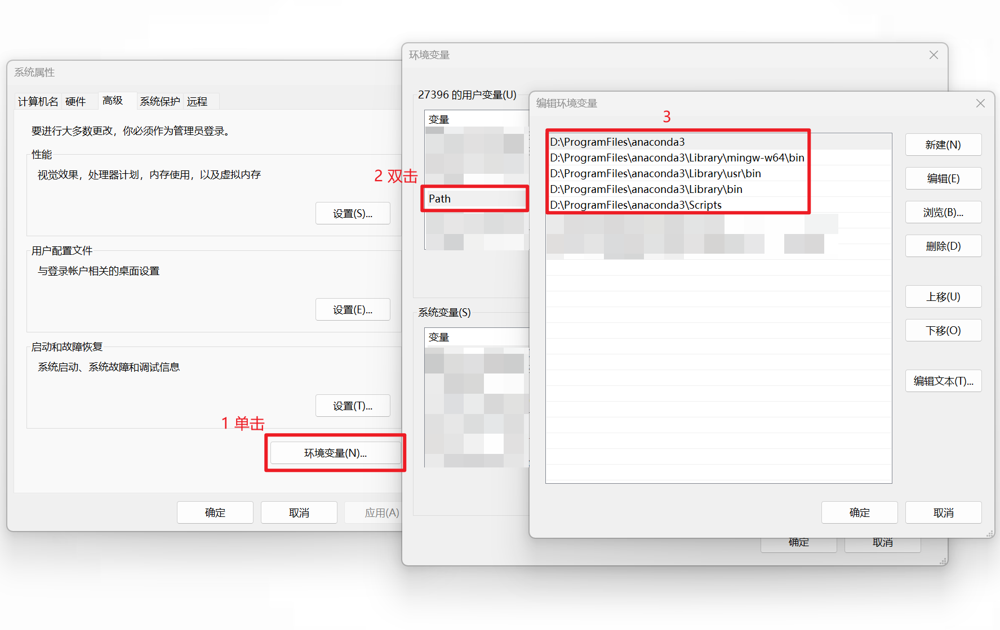 系统属性
计算机名 硬件 高级 系统保护 远程
要进行大多数更改，你必须作为管理员登录。
性能
视觉效果，处理器计划，内存使用，以及虚拟内存
设置(S)...
用户配置文件
与登录帐户相关的桌面设置
设置(E)...
启动和故障恢复
系统启动、系统故障和调试信息
设置(T)...
1 单击
环境变量(N)...
确定 取消 应用(A)
环境变量
27396 的用户变量(U)
变量
2 双击
Path
系统变量(S)
变量
确定 取消
编辑环境变量
3
D:\ProgramFiles\anaconda3
D:\ProgramFiles\anaconda3\Library\mingw-w64\bin
D:\ProgramFiles\anaconda3\Library\usr\bin
D:\ProgramFiles\anaconda3\Library\bin
D:\ProgramFiles\anaconda3\Scripts
新建(N)
编辑(E)
浏览(B)...
删除(D)
上移(U)
下移(O)
编辑文本(T)...
确定 取消